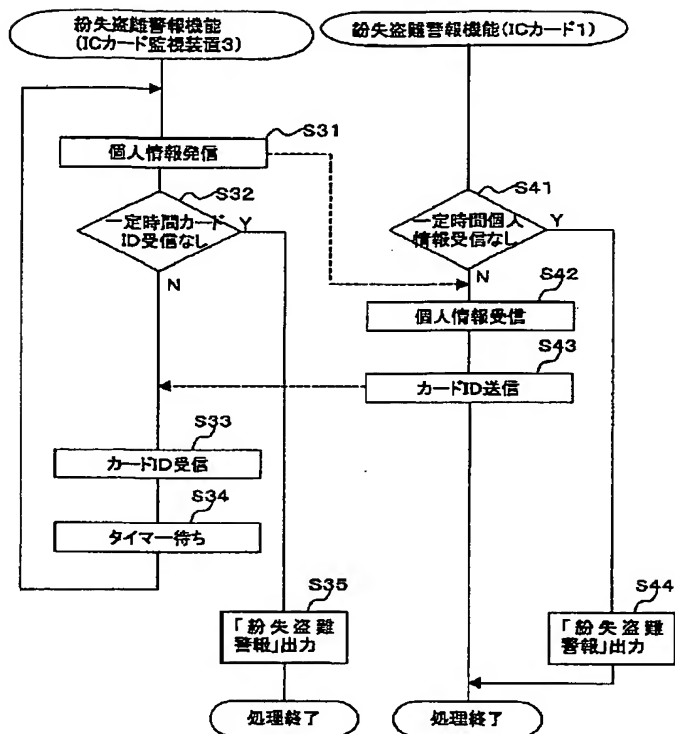 紛失盗難警報機能
(ICカード監視装置3)
紛失盗難警報機能(ICカード1)
S31
個人情報発信
S32
一定時間カード
ID受信なし
Y
N
S41
一定時間個人
情報受信なし
Y
N
S42
個人情報受信
S43
カードID送信
S33
カードID受信
S34
タイマー待ち
S35
「紛失盗難
警報」出力
S44
「紛失盗難
警報」出力
処理終了
処理終了